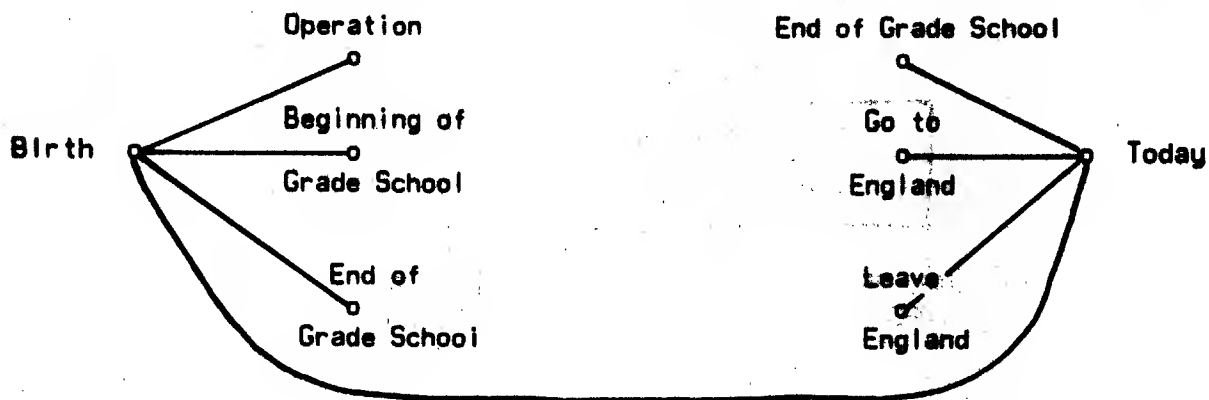 Operation
End of Grade School
Birth
Beginning of
Grade School
Go to
England
Today
End of
Grade School
Leave
England